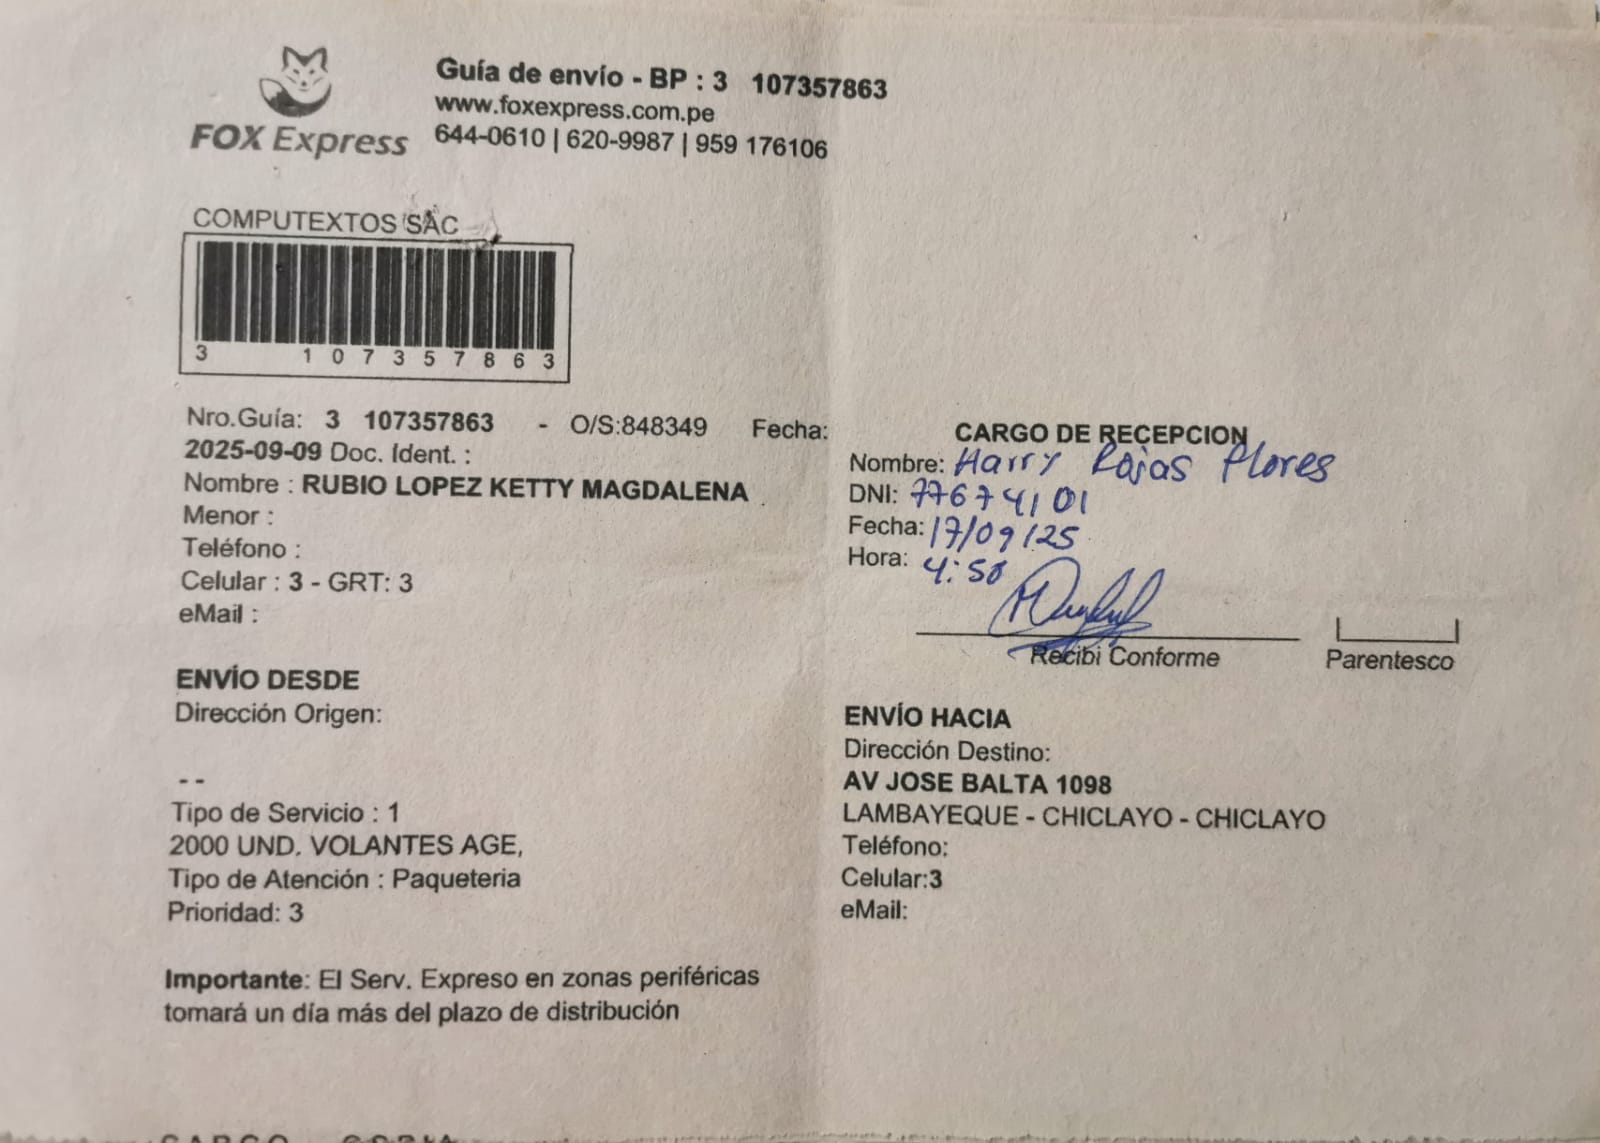 FOX Express
Guía de envío - BP : 3 107357863
www.foxexpress.com.pe
644-0610 | 620-9987 | 959 176106
COMPUTEXTOS SAC
3 107357863
Nro.Guía: 3 107357863 - O/S:848349 Fecha:
2025-09-09 Doc. Ident. :
Nombre : RUBIO LOPEZ KETTY MAGDALENA
Menor :
Teléfono :
Celular : 3 - GRT: 3
eMail :
CARGO DE RECEPCION
Nombre: Harry Rojas Flores
DNI: 77674101
Fecha: 17/09/25
Hora: 4:50
Recibi Conforme
Parentesco
ENVÍO DESDE
Dirección Origen:
- -
Tipo de Servicio : 1
2000 UND. VOLANTES AGE,
Tipo de Atención : Paqueteria
Prioridad: 3
ENVÍO HACIA
Dirección Destino:
AV JOSE BALTA 1098
LAMBAYEQUE - CHICLAYO - CHICLAYO
Teléfono:
Celular:3
eMail:
Importante: El Serv. Expreso en zonas periféricas
tomará un día más del plazo de distribución